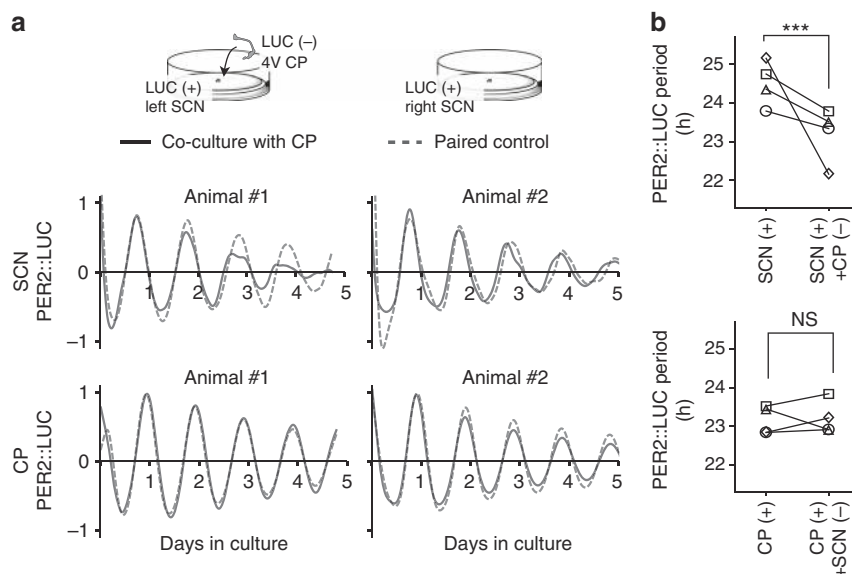 a
LUC (–)
4V CP
LUC (+)
left SCN
LUC (+)
right SCN
Co-culture with CP
Paired control
Animal #1
Animal #2
SCN
PER2::LUC
1
0
–1
1 2 3 4 5
1 2 3 4 5
Animal #1
Animal #2
CP
PER2::LUC
1
0
–1
1 2 3 4 5
1 2 3 4 5
Days in culture
Days in culture
b
***
PER2::LUC period
(h)
25
24
23
22
SCN (+)
SCN (+)
+CP (–)
NS
PER2::LUC period
(h)
25
24
23
22
CP (+)
CP (+)
+SCN (–)